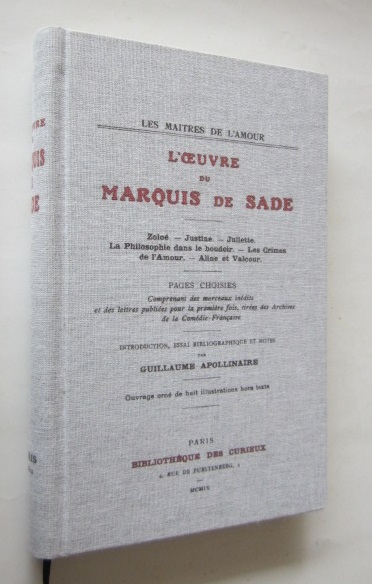 LES MAITRES DE L'AMOUR
L'ŒUVRE
DU
MARQUIS DE SADE
Zoloé — Justine. — Juliette.
La Philosophie dans le boudoir. — Les Crimes
de l'Amour. — Aline et Valcour.
PAGES CHOISIES
Comprenant des morceaux inédits
et des lettres publiées pour la première fois, tirées des Archives
de la Comédie-Française
INTRODUCTION, ESSAI BIBLIOGRAPHIQUE ET NOTES
PAR
GUILLAUME APOLLINAIRE
Ouvrage orné de huit illustrations hors texte
PARIS
BIBLIOTHÈQUE DES CURIEUX
4, RUE DE FURSTENBERG, 4
MCMIX